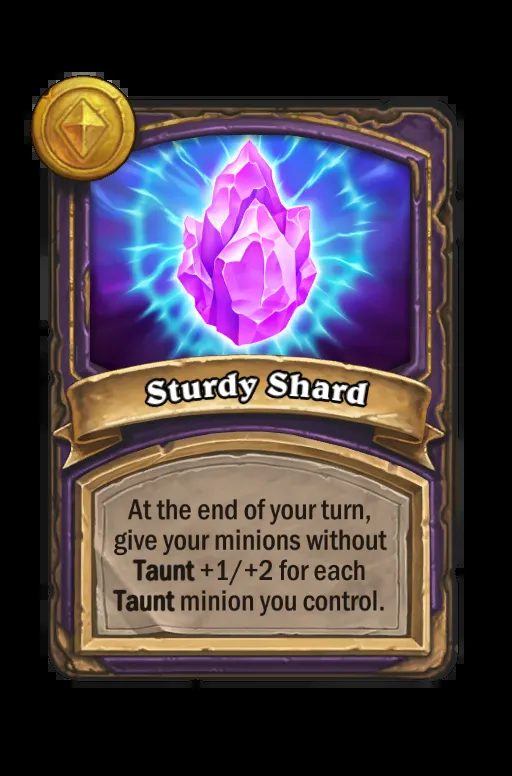 Sturdy Shard
At the end of your turn,
give your minions without
Taunt +1/+2 for each
Taunt minion you control.